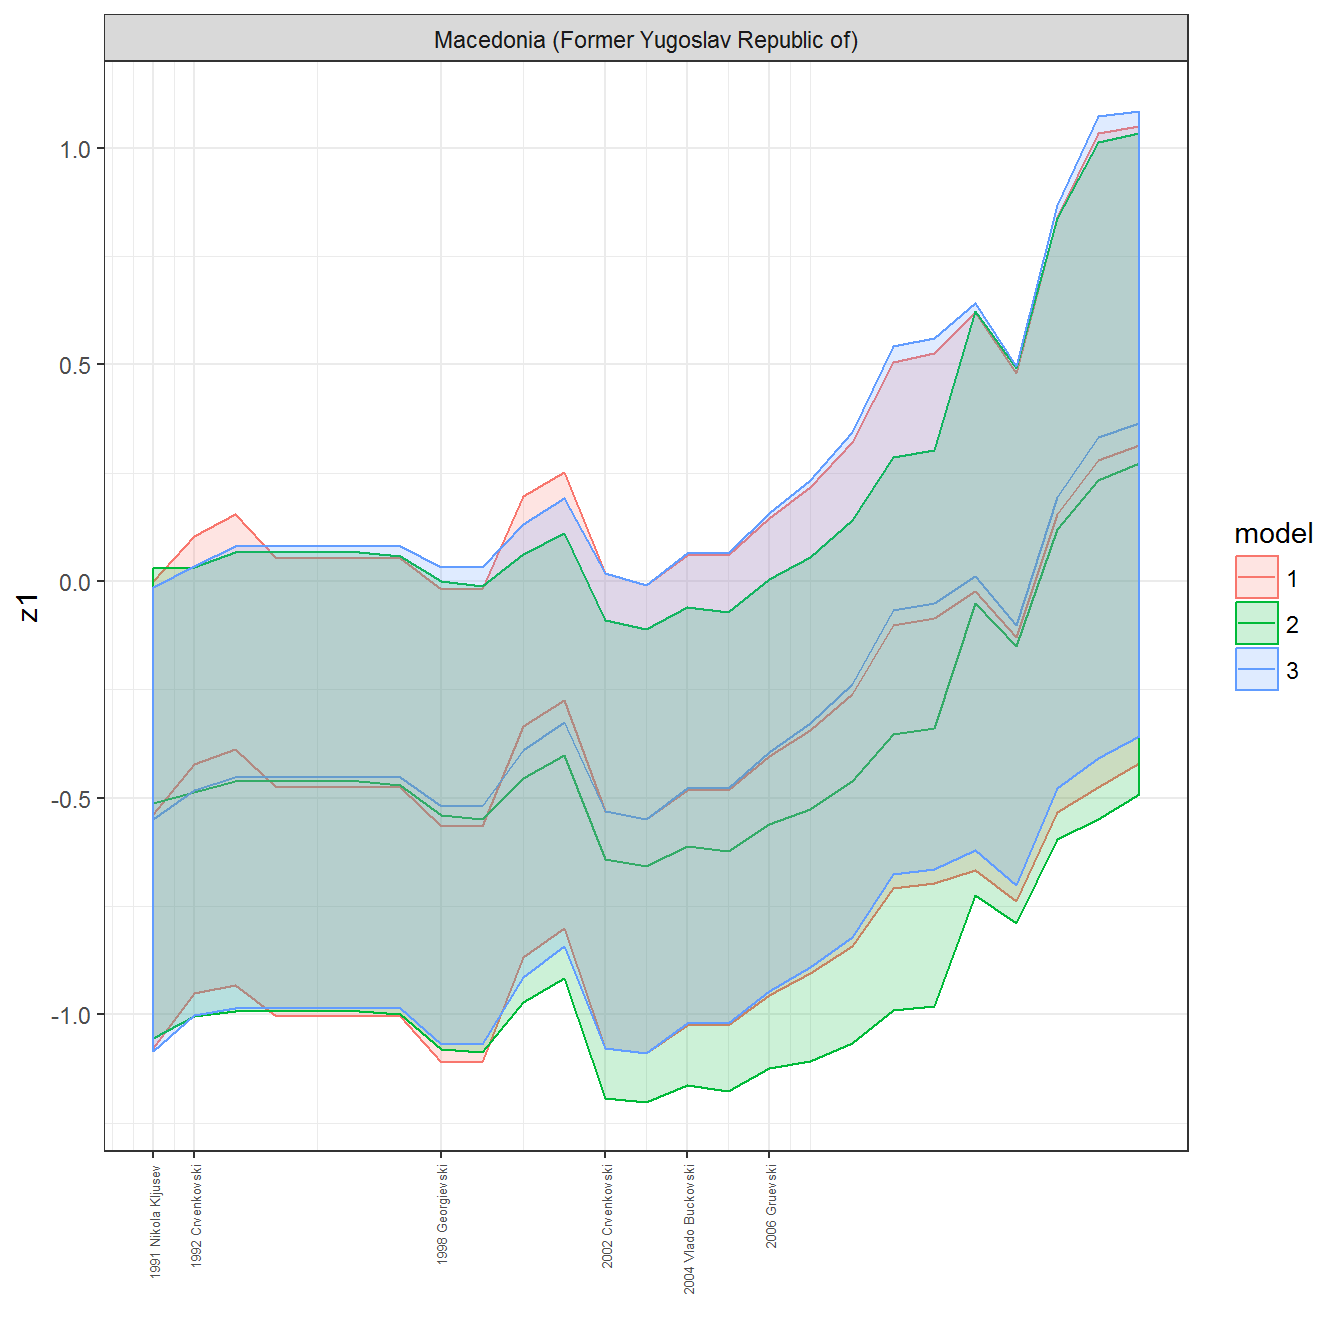 Macedonia (Former Yugoslav Republic of)
1.0
0.5
0.0
-0.5
-1.0
z1
1991 Nikola Kljusev
1992 Crvenkovski
1998 Georgievski
2002 Crvenkovski
2004 Vlado Buckovski
2006 Gruevski
model
1
2
3